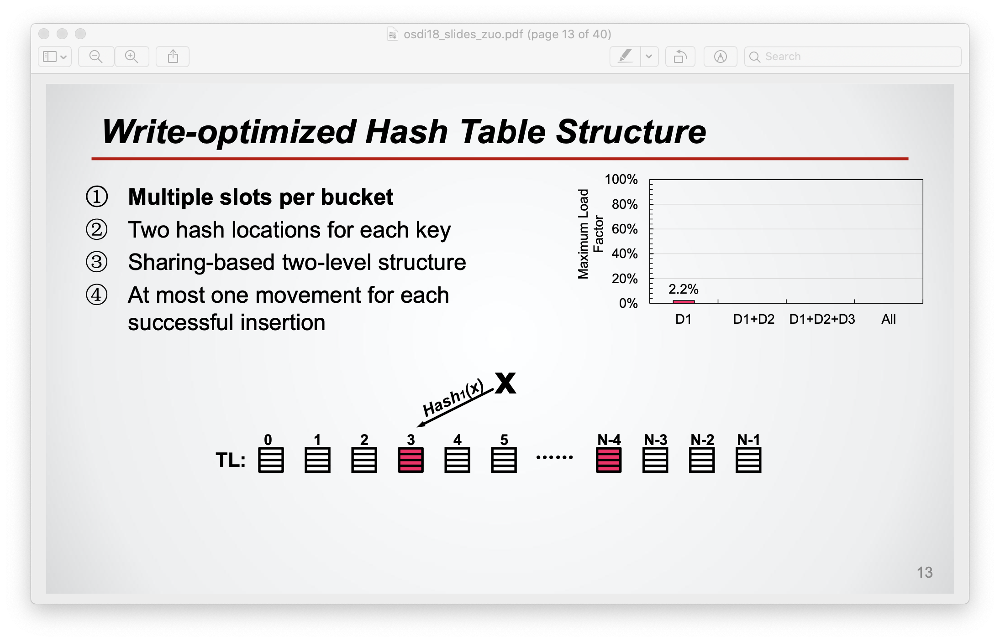 osdi18_slides_zuo.pdf (page 13 of 40)
Search
Write-optimized Hash Table Structure
① Multiple slots per bucket
② Two hash locations for each key
③ Sharing-based two-level structure
④ At most one movement for each
successful insertion
Maximum Load
Factor
100%
80%
60%
40%
20%
0%
2.2%
D1 D1+D2 D1+D2+D3 All
x
Hash1(x)
0 1 2 3 4 5 N-4 N-3 N-2 N-1
TL: ......
13